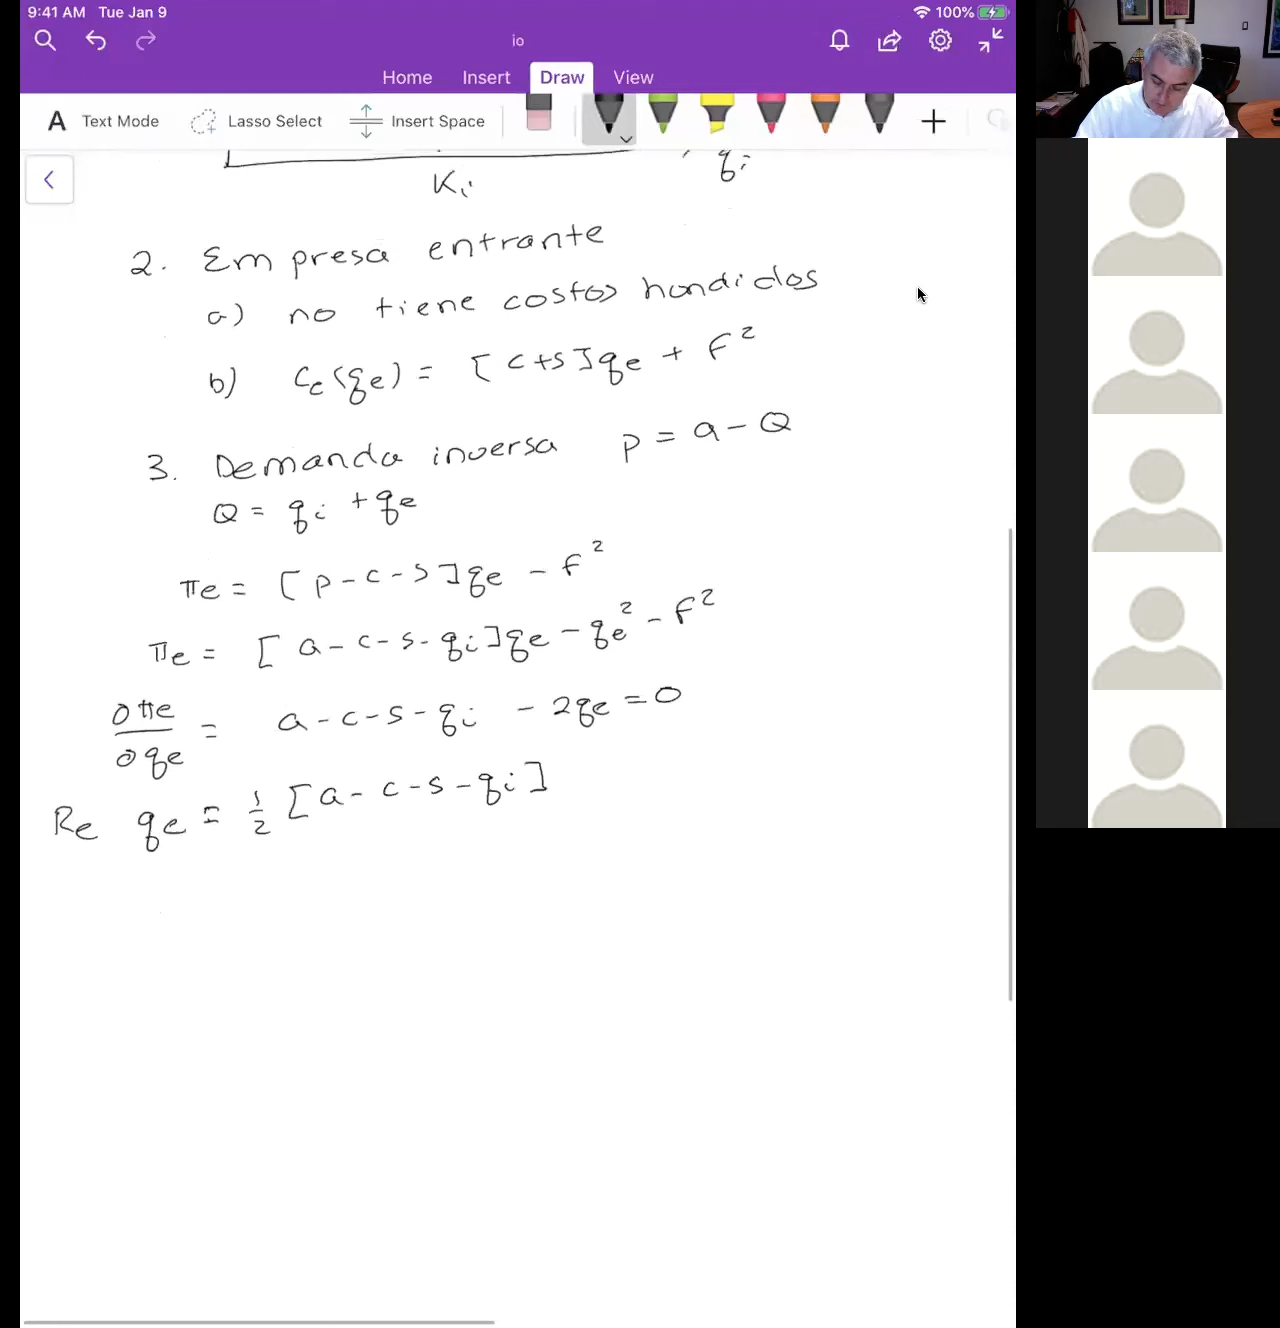 9:41 AM Tue Jan 9 100%
io
Home Insert Draw View
A Text Mode Lasso Select Insert Space
Ki qi
2. Empresa entrante
a) no tiene costos hundidos
b) Ce(qe) = [c+s]qe + f²
3. Demanda inversa p = a - Q
Q = qi + qe
πe = [p - c - s]qe - f²
πe = [a - c - s - qi]qe - qe² - f²
∂πe/∂qe = a - c - s - qi - 2qe = 0
Re qe = 1/2 [a - c - s - qi]